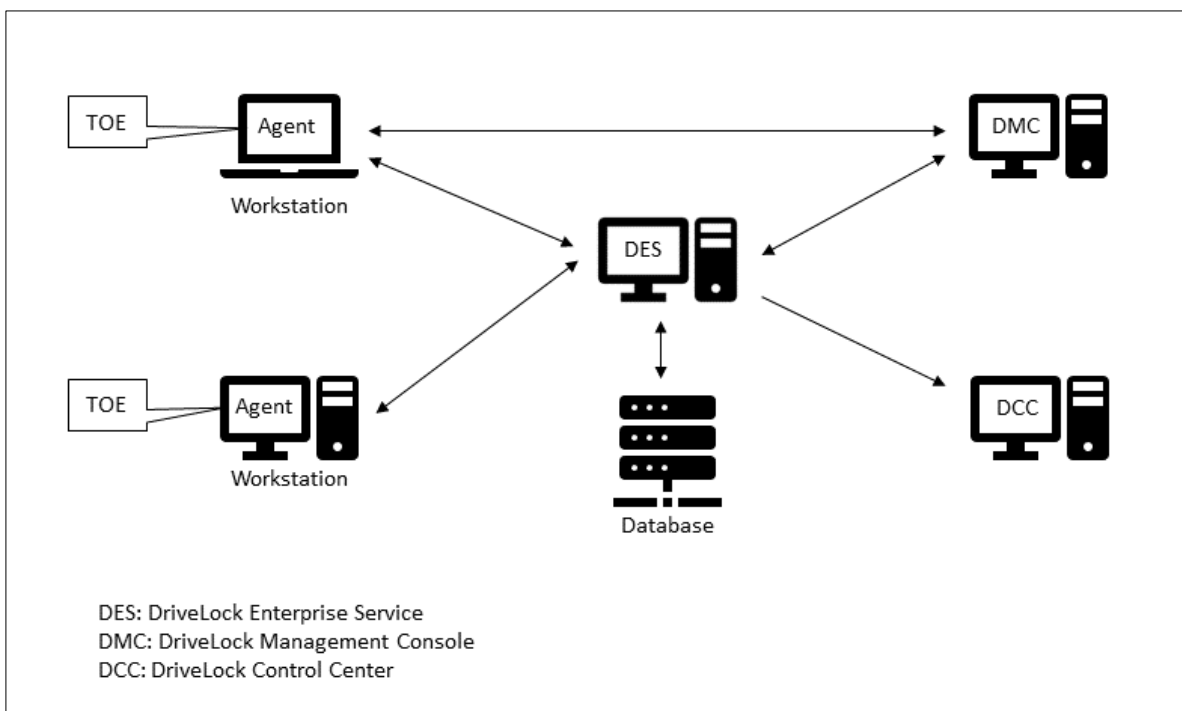 TOE
Agent
Workstation
DMC
DES
TOE
Agent
Workstation
DCC
Database
DES: DriveLock Enterprise Service
DMC: DriveLock Management Console
DCC: DriveLock Control Center